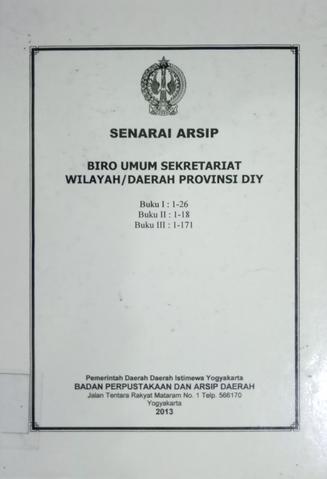 SENARAI ARSIP
BIRO UMUM SEKRETARIAT
WILAYAH/DAERAH PROVINSI DIY
Buku I : 1-26
Buku II : 1-18
Buku III : 1-171
Pemerintah Daerah Daerah Istimewa Yogyakarta
BADAN PERPUSTAKAAN DAN ARSIP DAERAH
Jalan Tentara Rakyat Mataram No. 1 Telp. 566170
Yogyakarta
2013